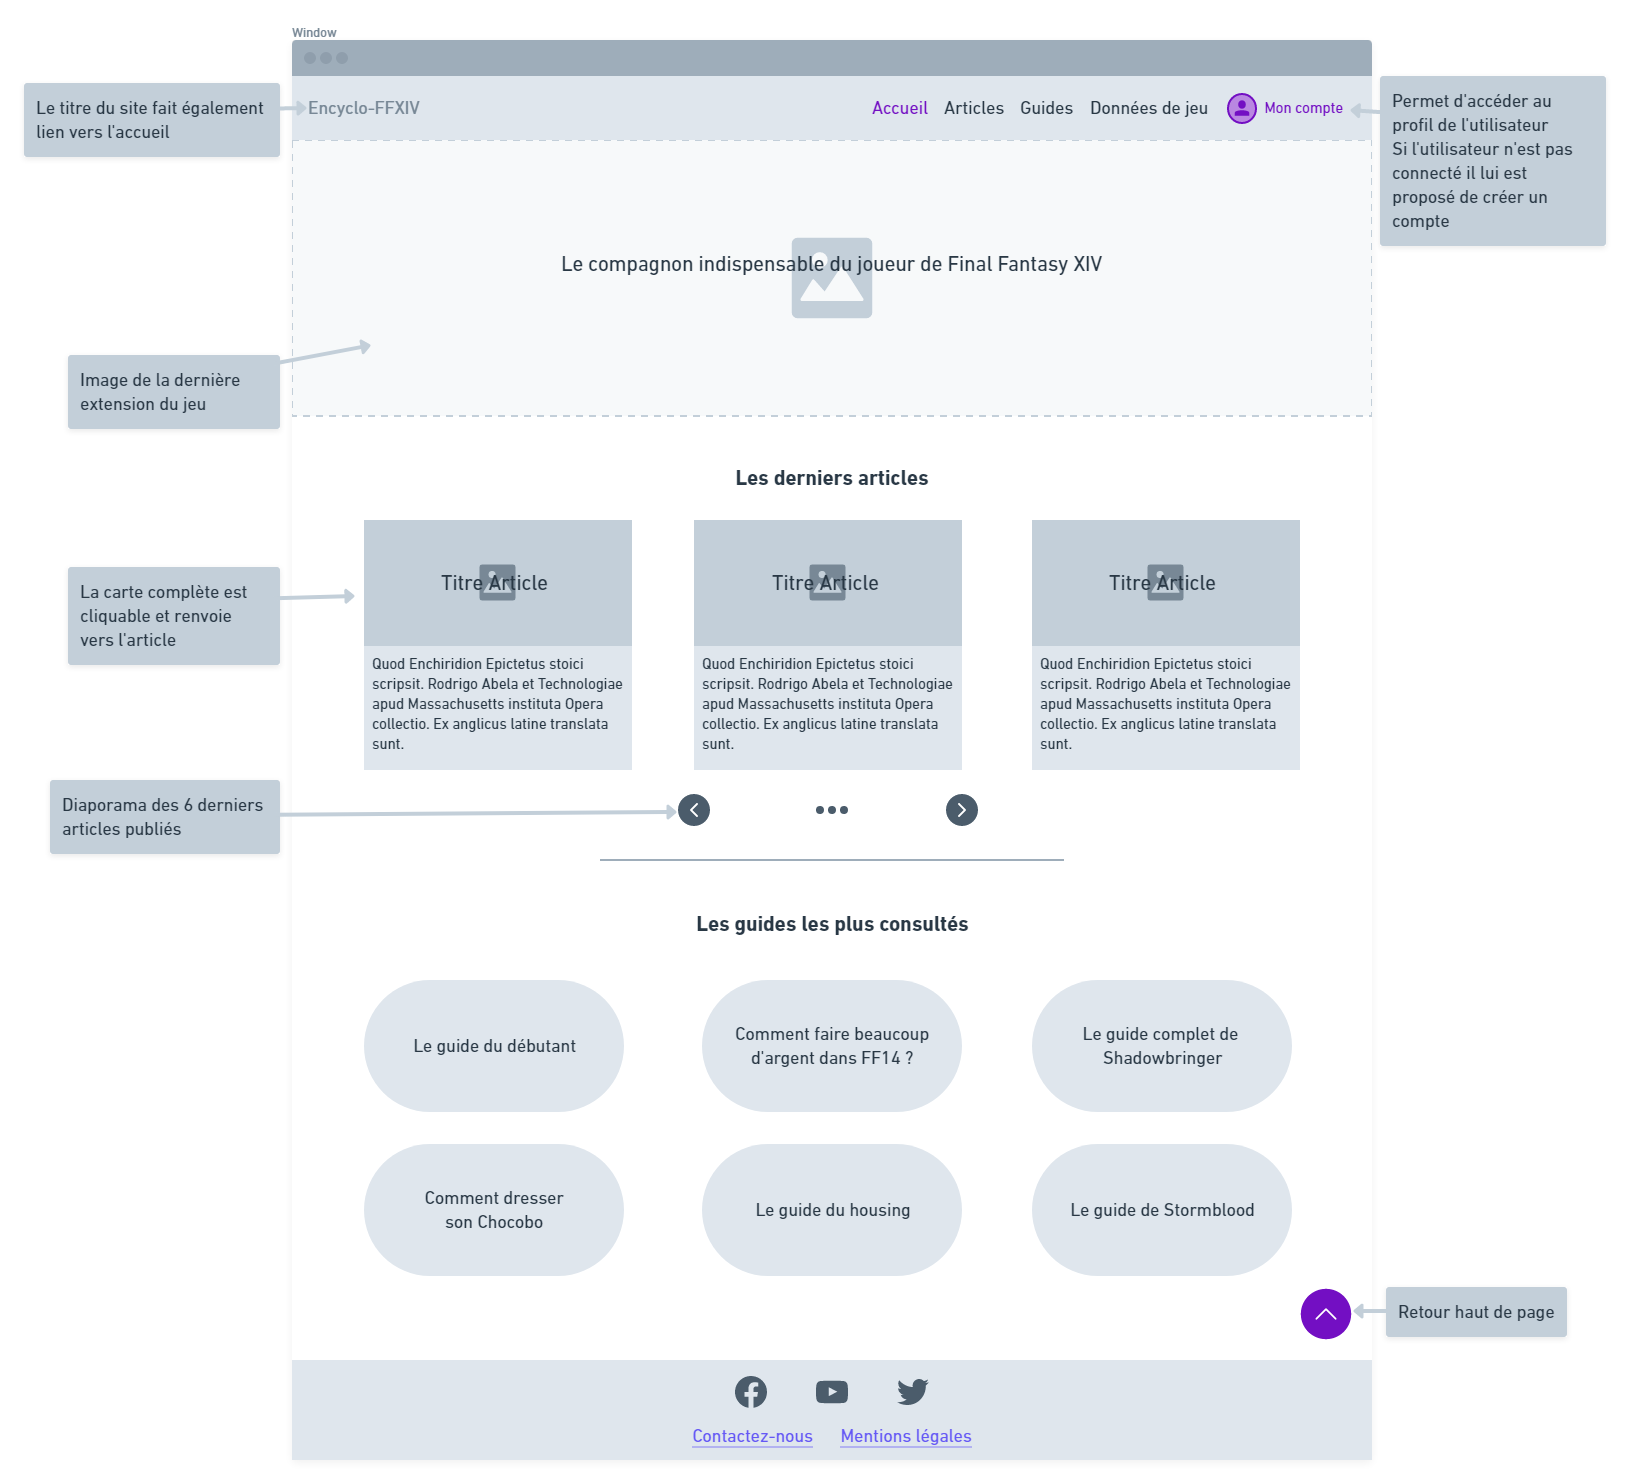 Window
Le titre du site fait également
lien vers l'accueil
Encyclo-FFXIV
Accueil
Articles
Guides
Données de jeu
Mon compte
Permet d'accéder au
profil de l'utilisateur
Si l'utilisateur n'est pas
connecté il lui est
proposé de créer un
compte
Le compagnon indispensable du joueur de Final Fantasy XIV
Image de la dernière
extension du jeu
Les derniers articles
La carte complète est
cliquable et renvoie
vers l'article
Titre Article
Quod Enchiridion Epictetus stoici
scripsit. Rodrigo Abela et Technologiae
apud Massachusetts instituta Opera
collectio. Ex anglicus latine translata
sunt.
Titre Article
Quod Enchiridion Epictetus stoici
scripsit. Rodrigo Abela et Technologiae
apud Massachusetts instituta Opera
collectio. Ex anglicus latine translata
sunt.
Titre Article
Quod Enchiridion Epictetus stoici
scripsit. Rodrigo Abela et Technologiae
apud Massachusetts instituta Opera
collectio. Ex anglicus latine translata
sunt.
Diaporama des 6 derniers
articles publiés
Les guides les plus consultés
Le guide du débutant
Comment faire beaucoup
d'argent dans FF14 ?
Le guide complet de
Shadowbringer
Comment dresser
son Chocobo
Le guide du housing
Le guide de Stormblood
Retour haut de page
Contactez-nous
Mentions légales